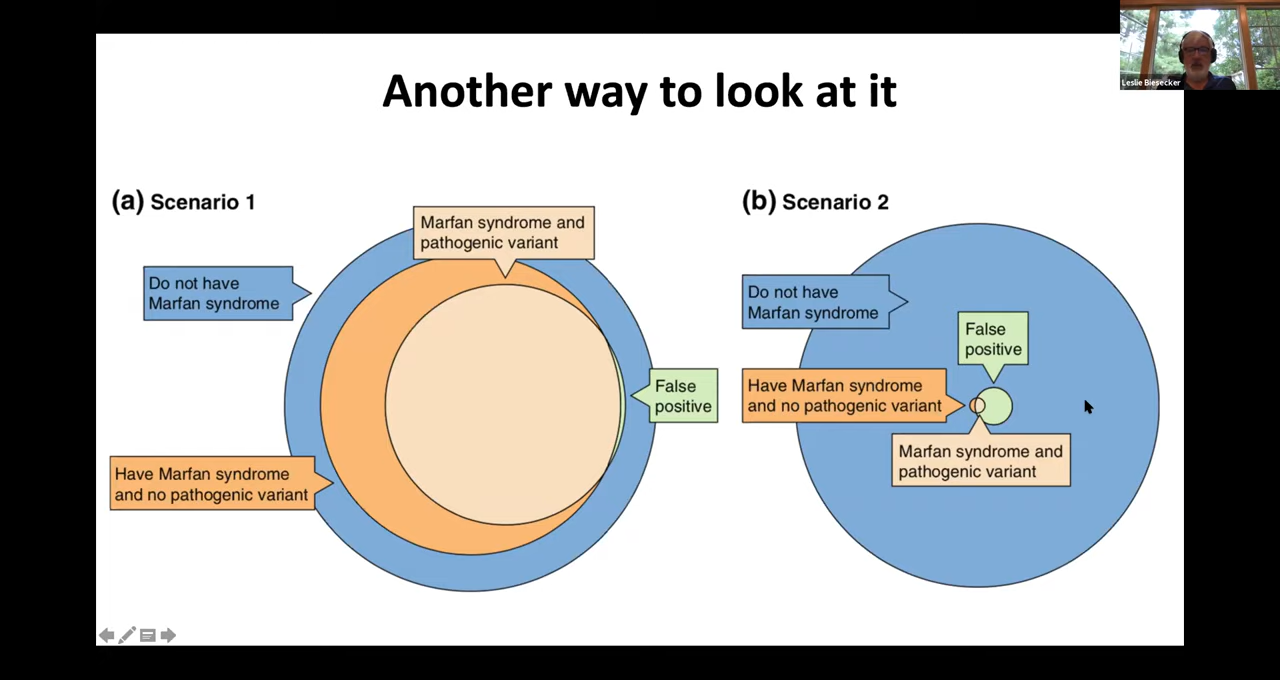 Another way to look at it
Leslie Biesecker
(a) Scenario 1
Marfan syndrome and
pathogenic variant
Do not have
Marfan syndrome
False
positive
Have Marfan syndrome
and no pathogenic variant
(b) Scenario 2
Do not have
Marfan syndrome
False
positive
Have Marfan syndrome
and no pathogenic variant
Marfan syndrome and
pathogenic variant